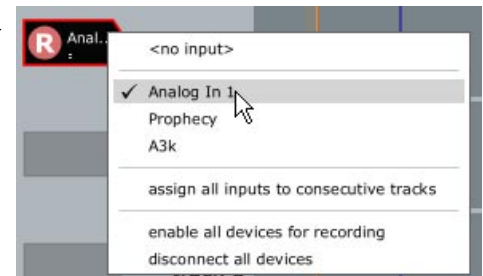 R Anal..
<no input>
✓ Analog In 1
Prophecy
A3k
assign all inputs to consecutive tracks
enable all devices for recording
disconnect all devices